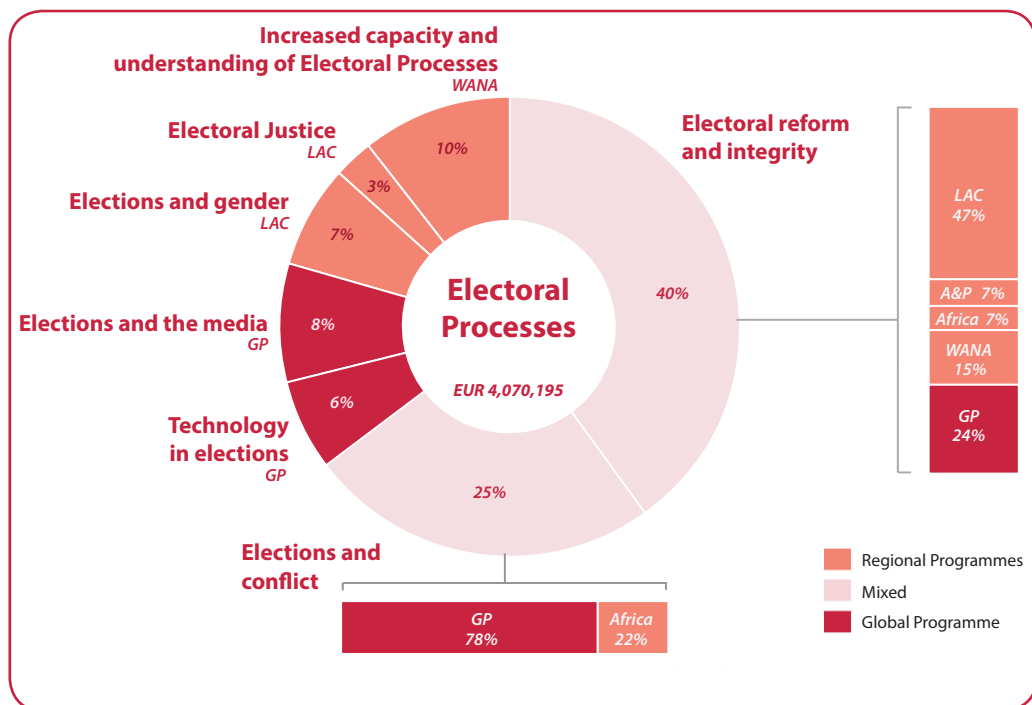 Increased capacity and
understanding of Electoral Processes
WANA
10%
Electoral Justice
LAC
3%
Elections and gender
LAC
7%
Elections and the media
GP
8%
Technology
in elections
GP
6%
Electoral
Processes
EUR 4,070,195
Electoral reform
and integrity
40%
LAC
47%
A&P 7%
Africa 7%
WANA
15%
GP
24%
25%
Elections and
conflict
GP
78%
Africa
22%
Regional Programmes
Mixed
Global Programme